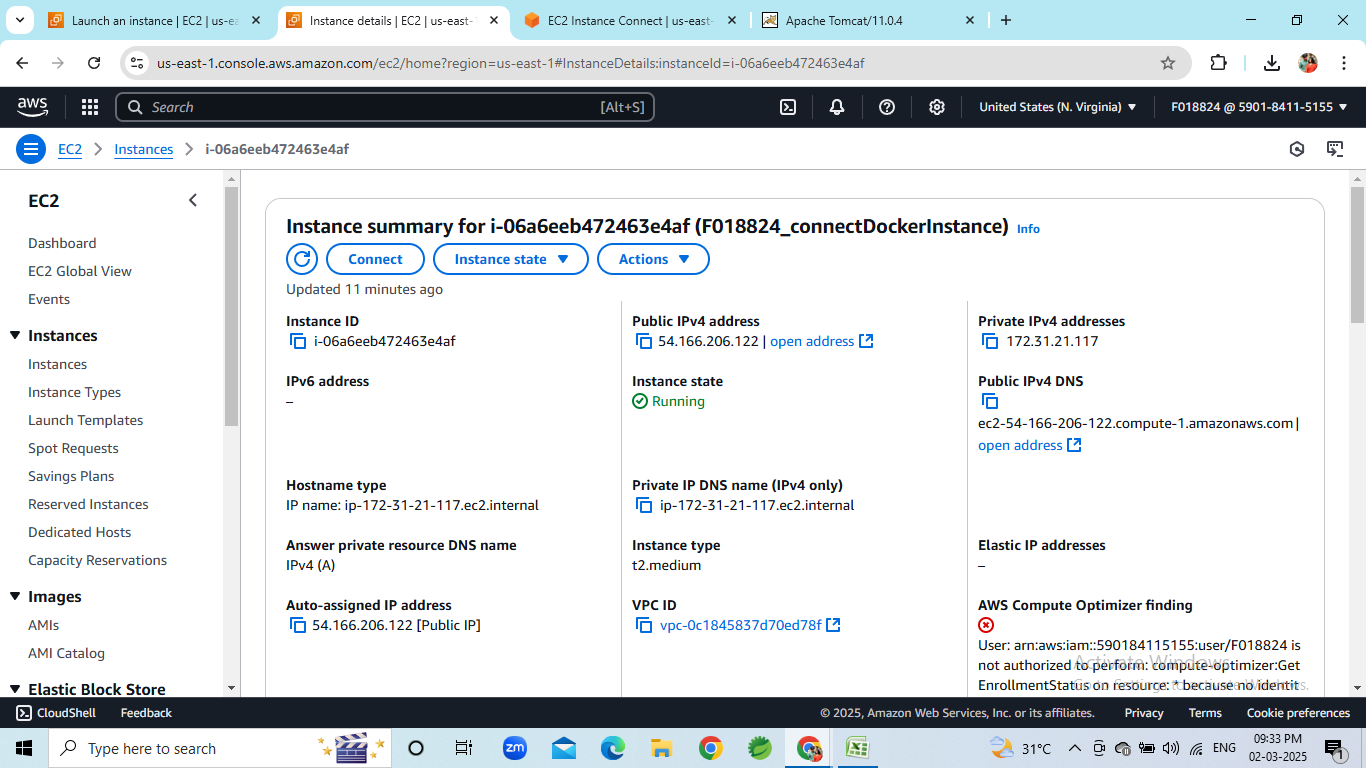 Launch an instance | EC2 | us-ea
Instance details | EC2 | us-east-
EC2 Instance Connect | us-east-
Apache Tomcat/11.0.4
us-east-1.console.aws.amazon.com/ec2/home?region=us-east-1#InstanceDetails:instanceId=i-06a6eeb472463e4af
aws
Search
[Alt+S]
United States (N. Virginia)
F018824 @ 5901-8411-5155
EC2
Instances
i-06a6eeb472463e4af
EC2
Dashboard
EC2 Global View
Events
Instances
Instances
Instance Types
Launch Templates
Spot Requests
Savings Plans
Reserved Instances
Dedicated Hosts
Capacity Reservations
Images
AMIs
AMI Catalog
Elastic Block Store
Instance summary for i-06a6eeb472463e4af (F018824_connectDockerInstance) Info
Connect
Instance state
Actions
Updated 11 minutes ago
Instance ID
i-06a6eeb472463e4af
Public IPv4 address
54.166.206.122 | open address
Private IPv4 addresses
172.31.21.117
IPv6 address
–
Instance state
Running
Public IPv4 DNS
ec2-54-166-206-122.compute-1.amazonaws.com |
open address
Hostname type
IP name: ip-172-31-21-117.ec2.internal
Private IP DNS name (IPv4 only)
ip-172-31-21-117.ec2.internal
Answer private resource DNS name
IPv4 (A)
Instance type
t2.medium
Elastic IP addresses
–
Auto-assigned IP address
54.166.206.122 [Public IP]
VPC ID
vpc-0c1845837d70ed78f
AWS Compute Optimizer finding
User: arn:aws:iam::590184115155:user/F018824 is
not authorized to perform: compute-optimizer:Get
EnrollmentStatus on resource: * because no identit
Activate Windows
Go to Settings to activate Windows.
CloudShell
Feedback
© 2025, Amazon Web Services, Inc. or its affiliates.
Privacy
Terms
Cookie preferences
Type here to search
zm
31°C
ENG
09:33 PM
02-03-2025
1